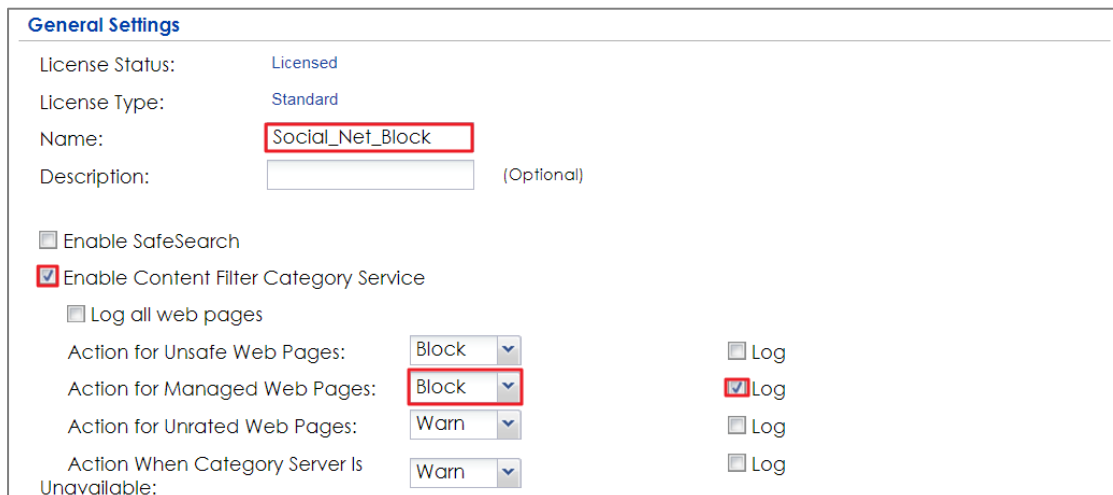 General Settings
License Status: Licensed
License Type: Standard
Name: Social_Net_Block
Description: (Optional)
Enable SafeSearch
Enable Content Filter Category Service
Log all web pages
Action for Unsafe Web Pages: Block Log
Action for Managed Web Pages: Block Log
Action for Unrated Web Pages: Warn Log
Action When Category Server Is
Unavailable: Warn Log